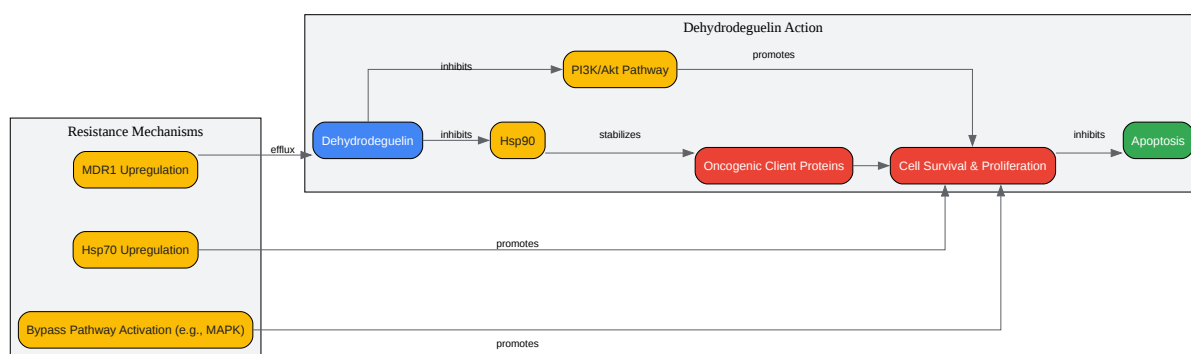 Dehydrodeguelin Action
inhibits
PI3K/Akt Pathway
promotes
Resistance Mechanisms
MDR1 Upregulation
efflux
Dehydrodeguelin
inhibits
Hsp90
stabilizes
Oncogenic Client Proteins
Cell Survival & Proliferation
inhibits
Apoptosis
Hsp70 Upregulation
promotes
Bypass Pathway Activation (e.g., MAPK)
promotes